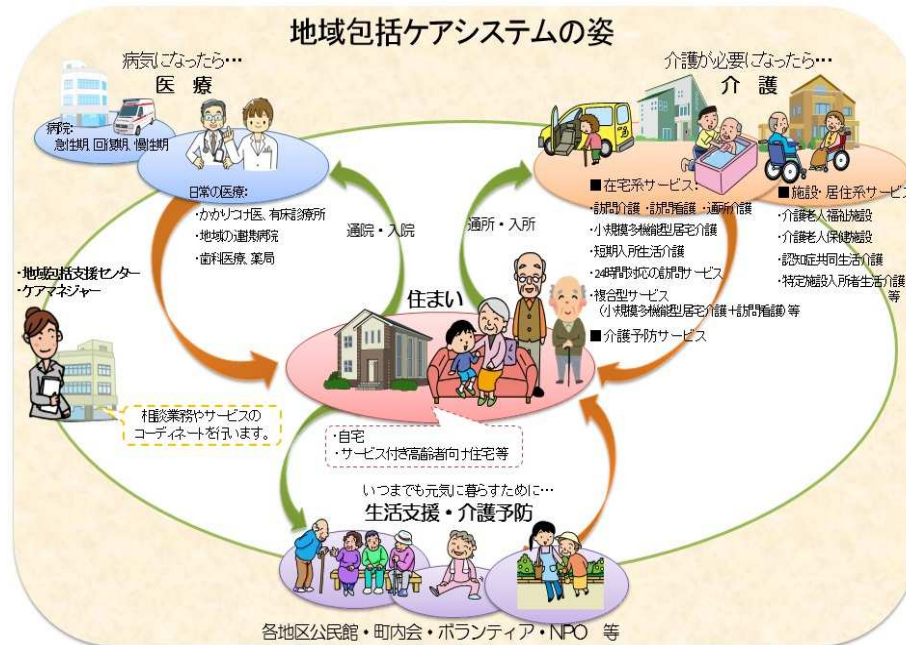 地域包括ケアシステムの姿
病気になったら…
医 療
病院:
急性期、回復期、慢性期
日常の医療:
・かかりつけ医、有床診療所
・地域の連携病院
・歯科医療、薬局
通院・入院
通所・入所
介護が必要になったら…
介 護
■在宅系サービス:
・訪問介護 ・訪問看護 ・通所介護
・小規模多機能型居宅介護
・短期入所生活介護
・24時間対応の訪問サービス
・複合型サービス
(小規模多機能型居宅介護+訪問看護)等
■介護予防サービス
■施設・居住系サービス
・介護老人福祉施設
・介護老人保健施設
・認知症共同生活介護
・特定施設入所者生活介護
等
・地域包括支援センター
・ケアマネジャー
相談業務やサービスの
コーディネートを行います。
住まい
・自宅
・サービス付き高齢者向け住宅等
いつまでも元気に暮らすために…
生活支援・介護予防
各地区公民館・町内会・ボランティア・NPO 等